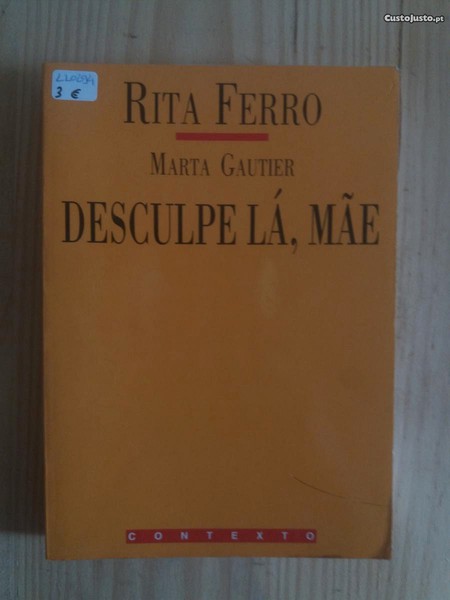 CustoJusto.pt
3 €
RITA FERRO
MARTA GAUTIER
DESCULPE LÁ, MÃE
CONTEXTO